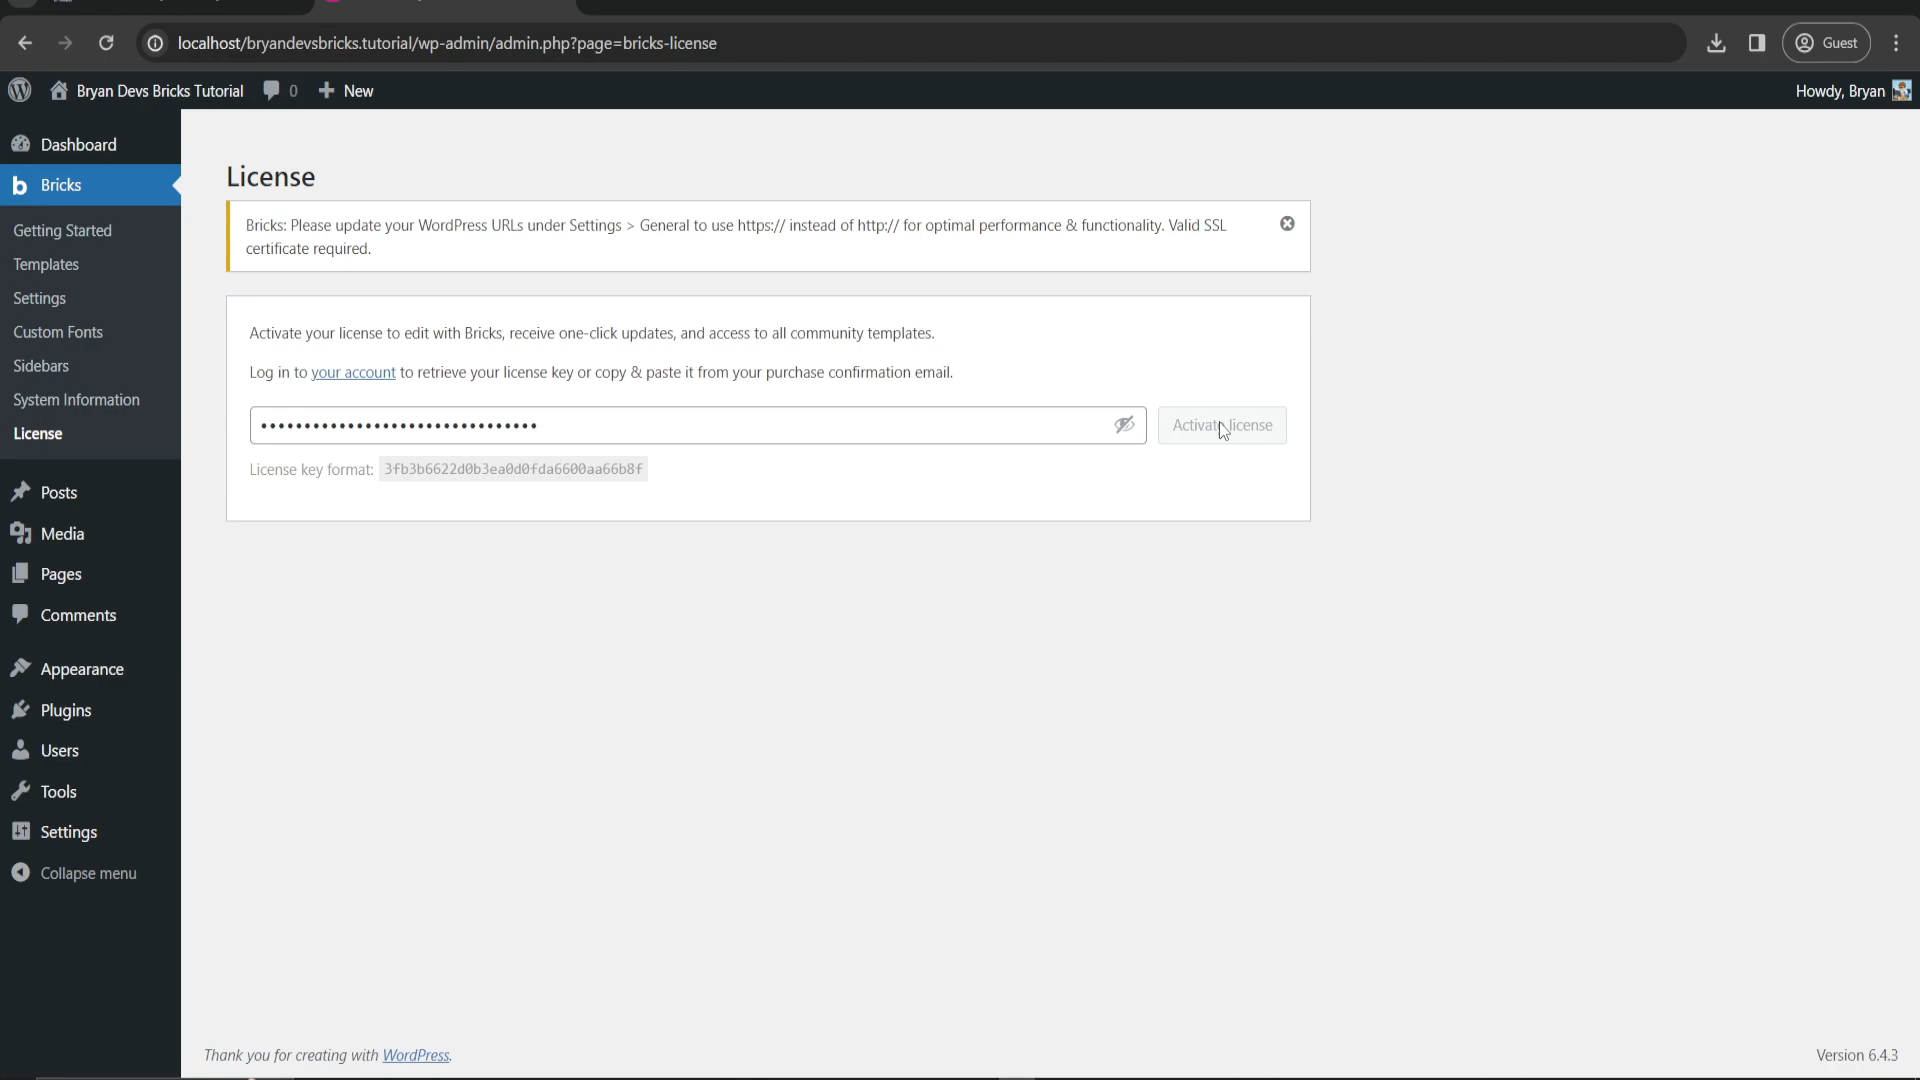 localhost/bryandevsbricks.tutorial/wp-admin/admin.php?page=bricks-license
Guest
Bryan Devs Bricks Tutorial
0
New
Howdy, Bryan
Dashboard
Bricks
Getting Started
Templates
Settings
Custom Fonts
Sidebars
System Information
License
Posts
Media
Pages
Comments
Appearance
Plugins
Users
Tools
Settings
Collapse menu
License
Bricks: Please update your WordPress URLs under Settings > General to use https:// instead of http:// for optimal performance & functionality. Valid SSL
certificate required.
Activate your license to edit with Bricks, receive one-click updates, and access to all community templates.
Log in to your account to retrieve your license key or copy & paste it from your purchase confirmation email.
Activate license
License key format: 3fb3b6622d0b3ea0d0fda6600aa66b8f
Thank you for creating with WordPress.
Version 6.4.3